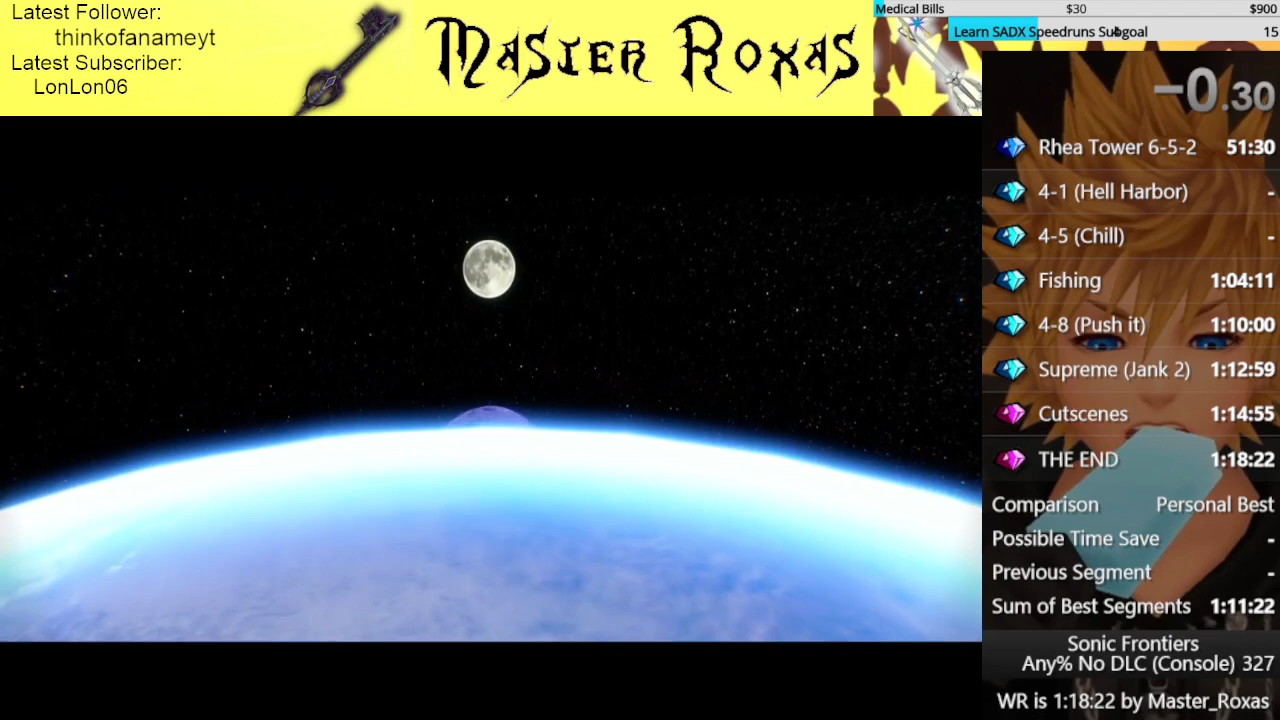 Latest Follower:
thinkofanameyt
Latest Subscriber:
LonLon06
Master Roxas
Medical Bills $30 $900
Learn SADX Speedruns Subgoal 15
-0.30
Rhea Tower 6-5-2 51:30
4-1 (Hell Harbor) -
4-5 (Chill) -
Fishing 1:04:11
4-8 (Push it) 1:10:00
Supreme (Jank 2) 1:12:59
Cutscenes 1:14:55
THE END 1:18:22
Comparison Personal Best
Possible Time Save -
Previous Segment -
Sum of Best Segments 1:11:22
Sonic Frontiers
Any% No DLC (Console) 327
WR is 1:18:22 by Master_Roxas